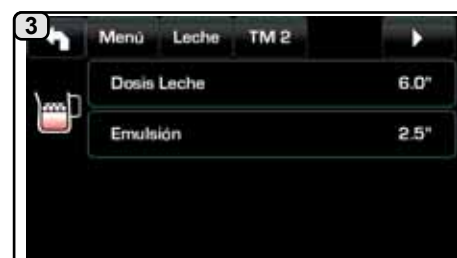 3
Menú Leche TM 2
Dosis Leche 6.0"
Emulsión 2.5"